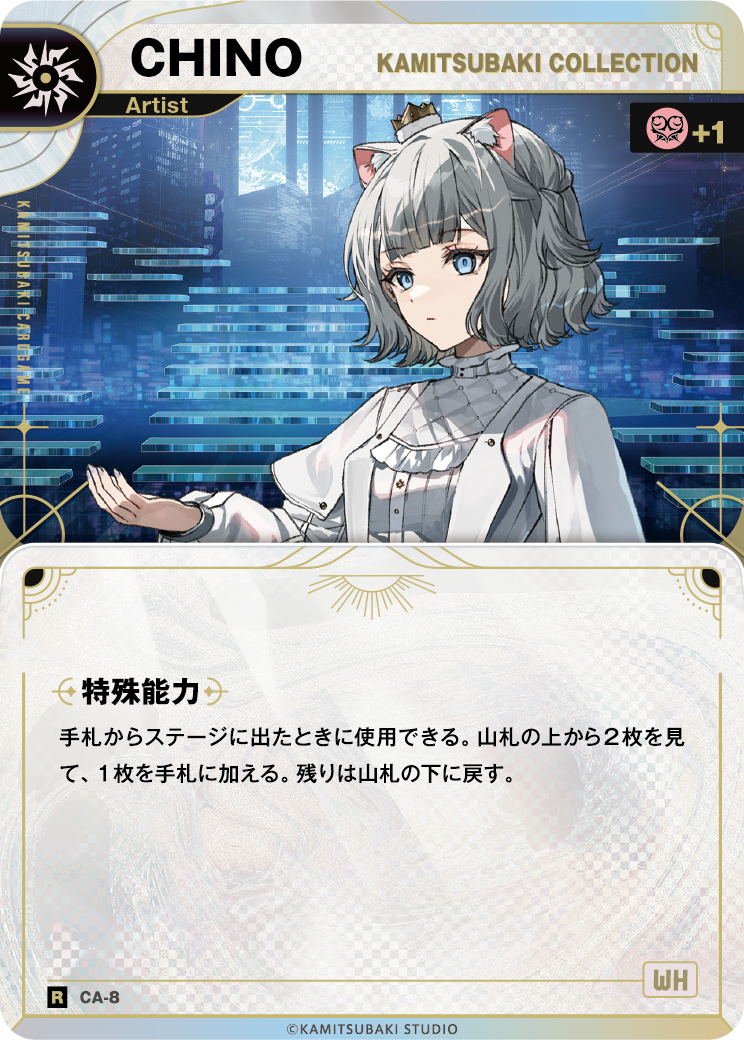 CHINO
KAMITSUBAKI COLLECTION
Artist
+1
KAMITSUBAKI CARDGAME
特殊能力
手札からステージに出たときに使用できる。山札の上から2枚を見
て、1枚を手札に加える。残りは山札の下に戻す。
R CA-8
WH
©KAMITSUBAKI STUDIO